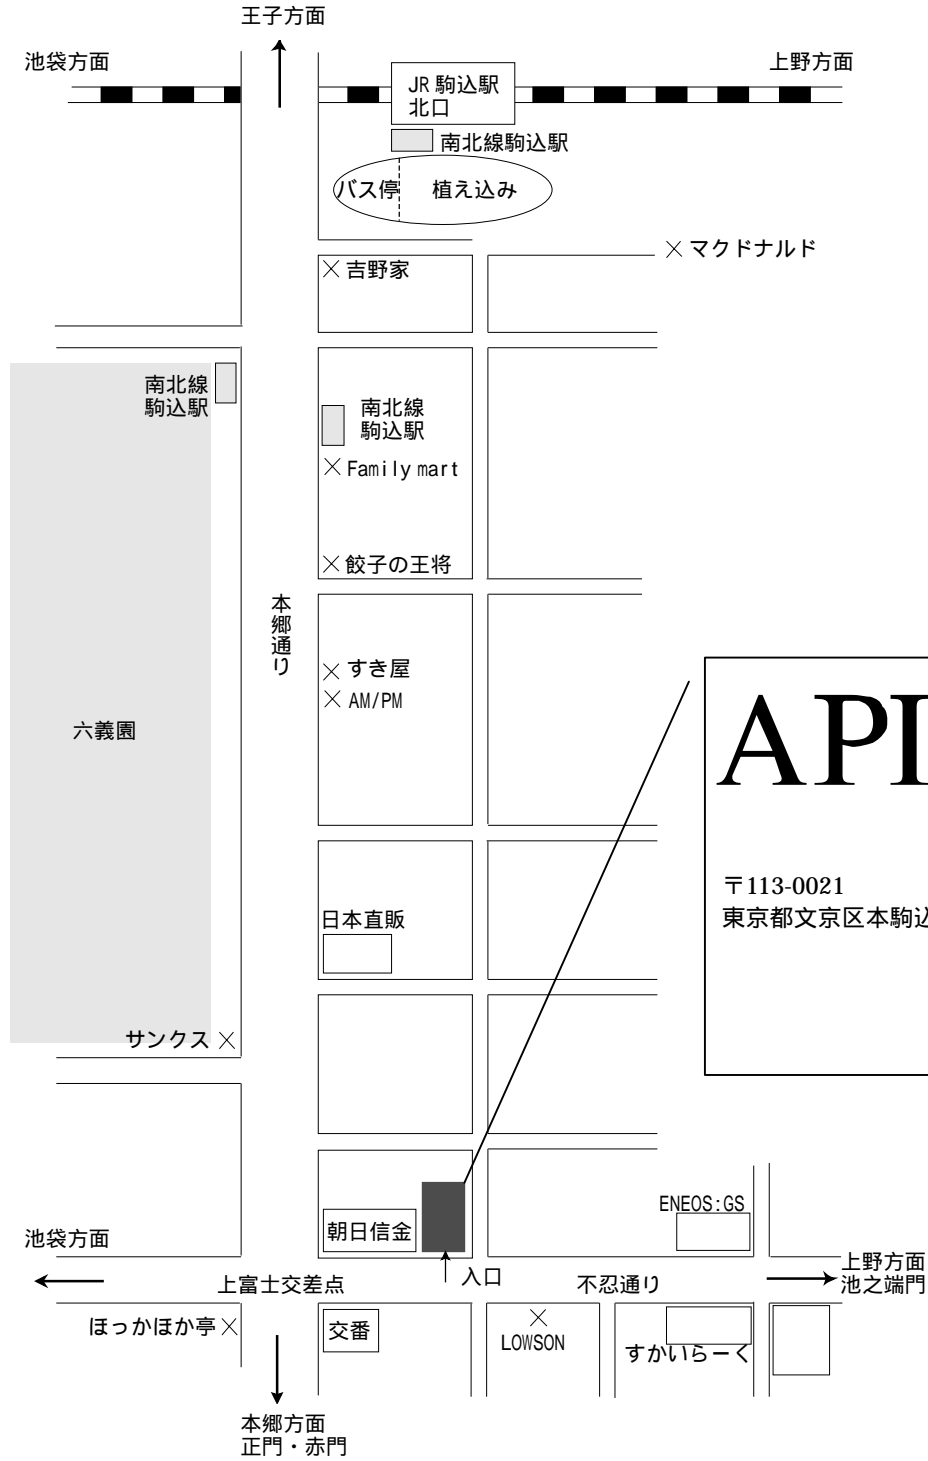 王子方面
池袋方面
上野方面
JR 駒込駅
北口
南北線駒込駅
バス停
植え込み
マクドナルド
吉野家
南北線
駒込駅
南北線
駒込駅
Family mart
餃子の王将
本郷通り
すき屋
AM/PM
六義園
API
〒113-0021
東京都文京区本駒込
日本直販
サンクス
朝日信金
ENEOS:GS
池袋方面
上富士交差点
入口
不忍通り
上野方面
池之端門
ほっかほか亭
交番
LOWSON
すかいらーく
本郷方面
正門・赤門